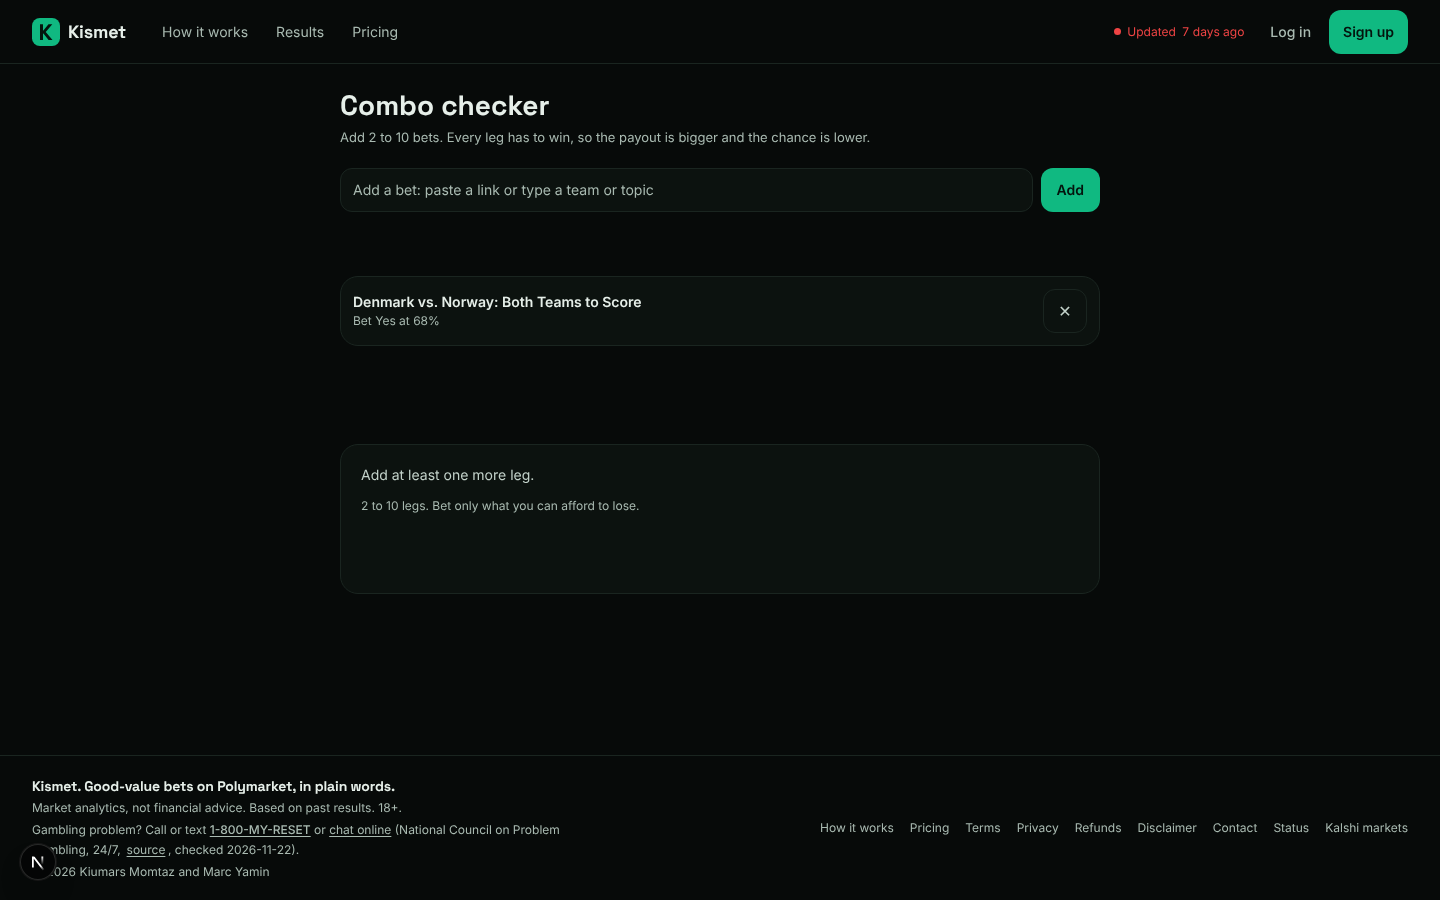 Kismet
How it works
Results
Pricing
Updated 7 days ago
Log in
Sign up
Combo checker
Add 2 to 10 bets. Every leg has to win, so the payout is bigger and the chance is lower.
Add a bet: paste a link or type a team or topic
Add
Denmark vs. Norway: Both Teams to Score
Bet Yes at 68%
✕
Add at least one more leg.
2 to 10 legs. Bet only what you can afford to lose.
Kismet. Good-value bets on Polymarket, in plain words.
Market analytics, not financial advice. Based on past results. 18+.
Gambling problem? Call or text 1-800-MY-RESET or chat online (National Council on Problem
mbling, 24/7, source , checked 2026-11-22).
026 Kiumars Momtaz and Marc Yamin
How it works
Pricing
Terms
Privacy
Refunds
Disclaimer
Contact
Status
Kalshi markets